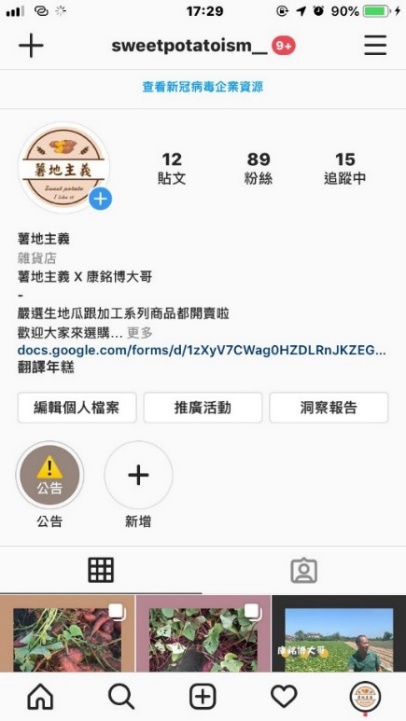 17:29
90%
sweetpotatoism_ 9+
查看新冠病毒企業資源
薯地主義
Sweet potato
I like it
12
貼文
89
粉絲
15
追蹤中
薯地主義
雜貨店
薯地主義 X 康銘博大哥
-
嚴選生地瓜跟加工系列商品都開賣啦
歡迎大家來選購... 更多
docs.google.com/forms/d/1zXyV7CWag0HZDLRnJKZEG...
翻譯年糕
編輯個人檔案
推廣活動
洞察報告
公告
公告
新增
康銘博大哥